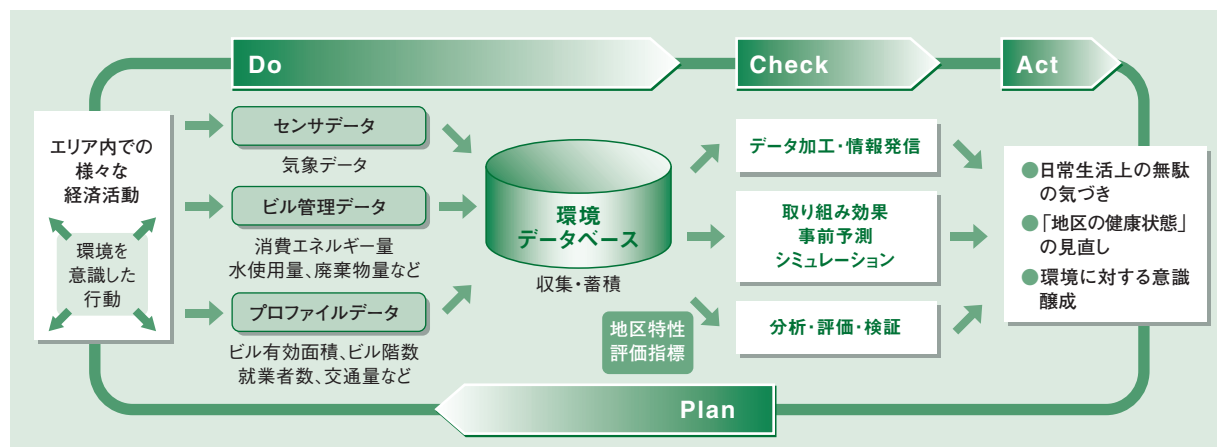 Do
Check
Act
エリア内での
様々な
経済活動
環境を
意識した
行動
センサデータ
気象データ
ビル管理データ
消費エネルギー量
水使用量、廃棄物量など
プロファイルデータ
ビル有効面積、ビル階数
就業者数、交通量など
環境
データベース
収集・蓄積
地区特性
評価指標
データ加工・情報発信
取り組み効果
事前予測
シミュレーション
分析・評価・検証
●日常生活上の無駄
の気づき
●「地区の健康状態」
の見直し
●環境に対する意識
醸成
Plan